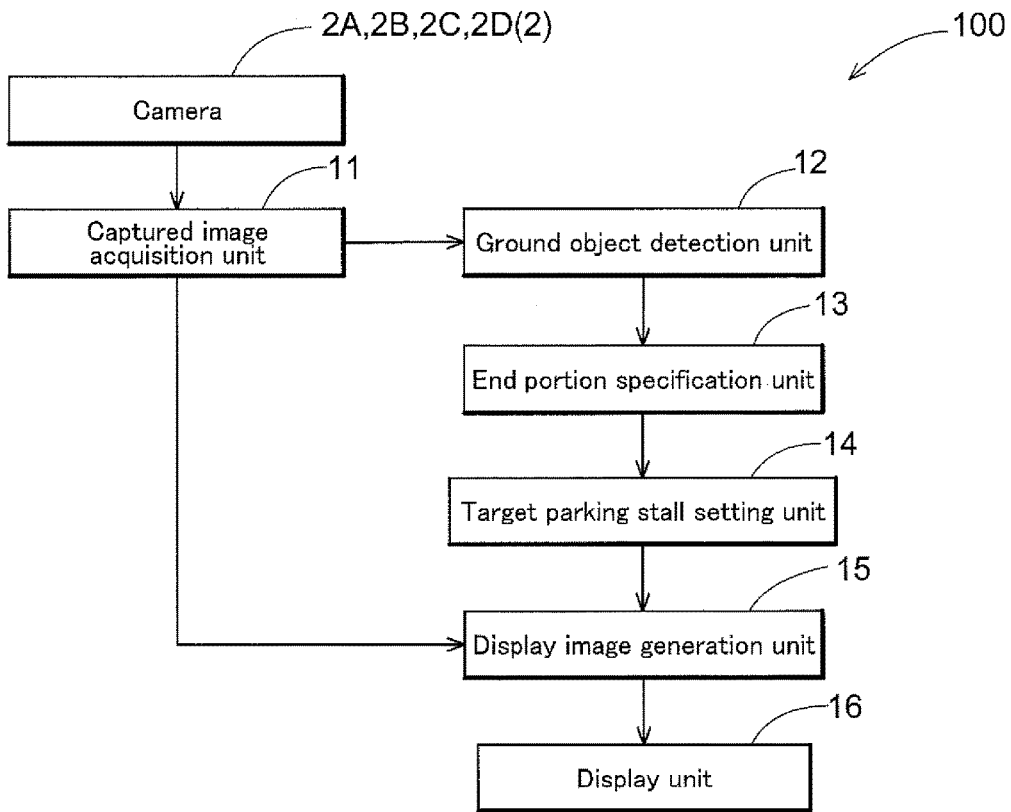 2A,2B,2C,2D(2)
100
Camera
11
12
Captured image
acquisition unit
Ground object detection unit
13
End portion specification unit
14
Target parking stall setting unit
15
Display image generation unit
16
Display unit